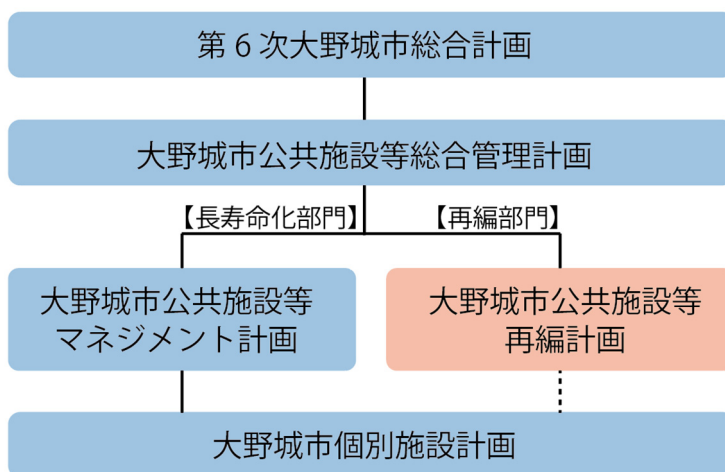 第6次大野城市総合計画
大野城市公共施設等総合管理計画
【長寿命化部門】
【再編部門】
大野城市公共施設等
マネジメント計画
大野城市公共施設等
再編計画
大野城市個別施設計画